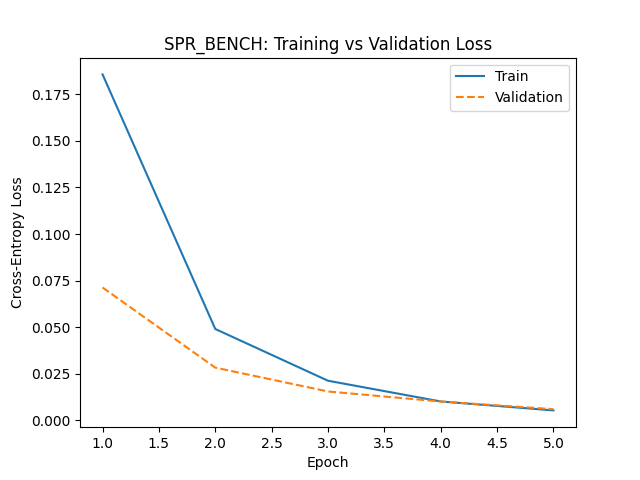 SPR_BENCH: Training vs Validation Loss
Train
Validation
Cross-Entropy Loss
0.175
0.150
0.125
0.100
0.075
0.050
0.025
0.000
1.0 1.5 2.0 2.5 3.0 3.5 4.0 4.5 5.0
Epoch